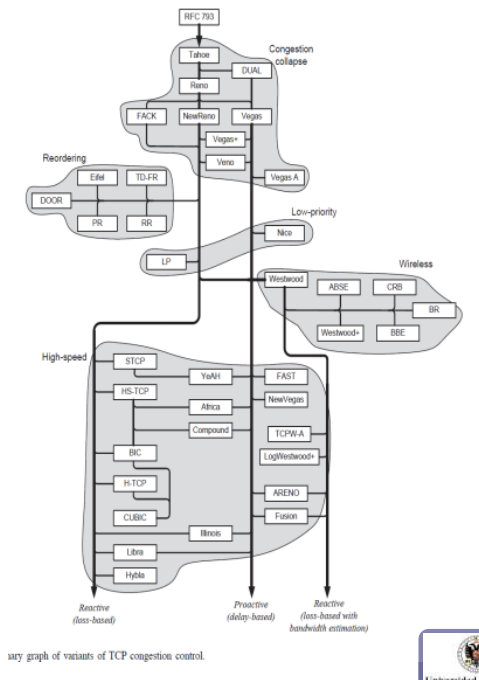 RFC 793
Congestion
collapse
Tahoe
DUAL
Reno
FACK
NewReno
Vegas
Vegas+
Veno
Vegas A
Reordering
Eifel
TD-FR
DOOR
PR
RR
Low-priority
Nice
LP
Wireless
Westwood
ABSE
CRB
BR
Westwood+
BBE
High-speed
STCP
YeAH
FAST
HS-TCP
NewVegas
Africa
Compound
TCPW-A
BIC
LogWestwood+
H-TCP
ARENO
CUBIC
Fusion
Illinois
Libra
Hybla
Reactive
(loss-based)
Proactive
(delay-based)
Reactive
(loss-based with
bandwidth estimation)
ary graph of variants of TCP congestion control.